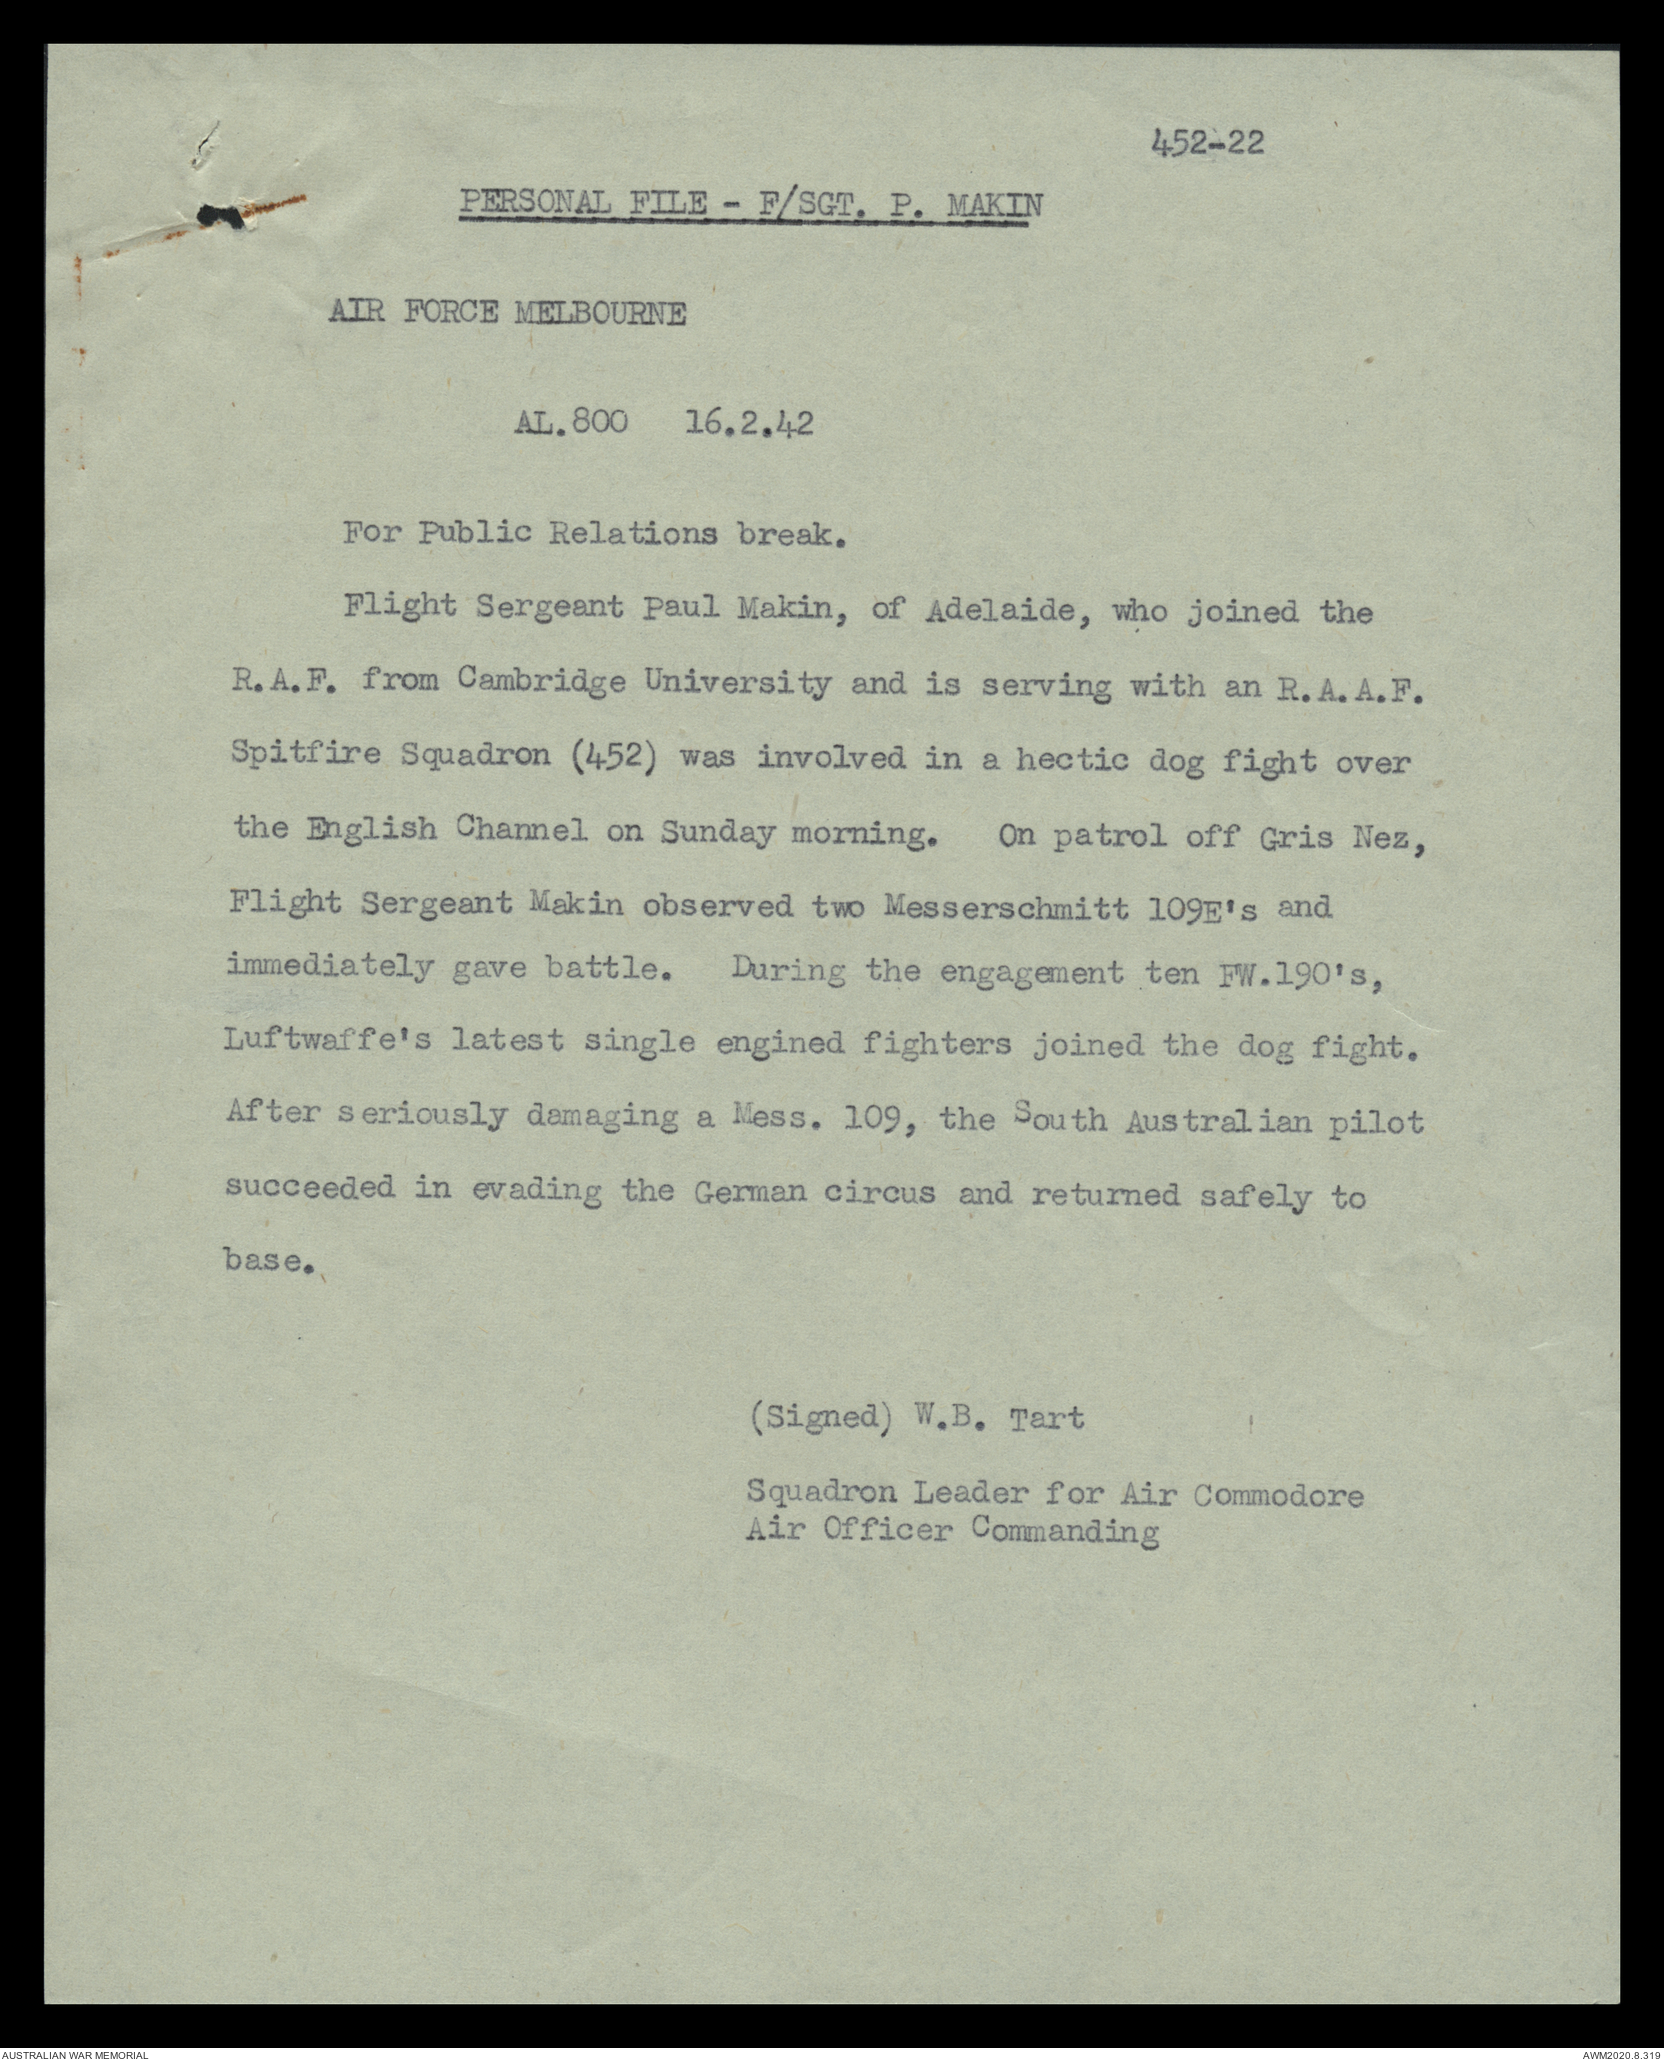 452-22
PERSONAL FILE - F/SGT. P. MAKIN
AIR FORCE MELBOURNE
AL.800 16.2.42
For Public Relations break.
Flight Sergeant Paul Makin, of Adelaide, who joined the
R.A.F. from Cambridge University and is serving with an R.A.A.F.
Spitfire Squadron (452) was involved in a hectic dog fight over
the English Channel on Sunday morning. On patrol off Gris Nez,
Flight Sergeant Makin observed two Messerschmitt 109E's and
immediately gave battle. During the engagement ten FW.190's,
Luftwaffe's latest single engined fighters joined the dog fight.
After seriously damaging a Mess. 109, the South Australian pilot
succeeded in evading the German circus and returned safely to
base.
(Signed) W.B. Tart
Squadron Leader for Air Commodore
Air Officer Commanding
AUSTRALIAN WAR MEMORIAL
AWM2020.8.319